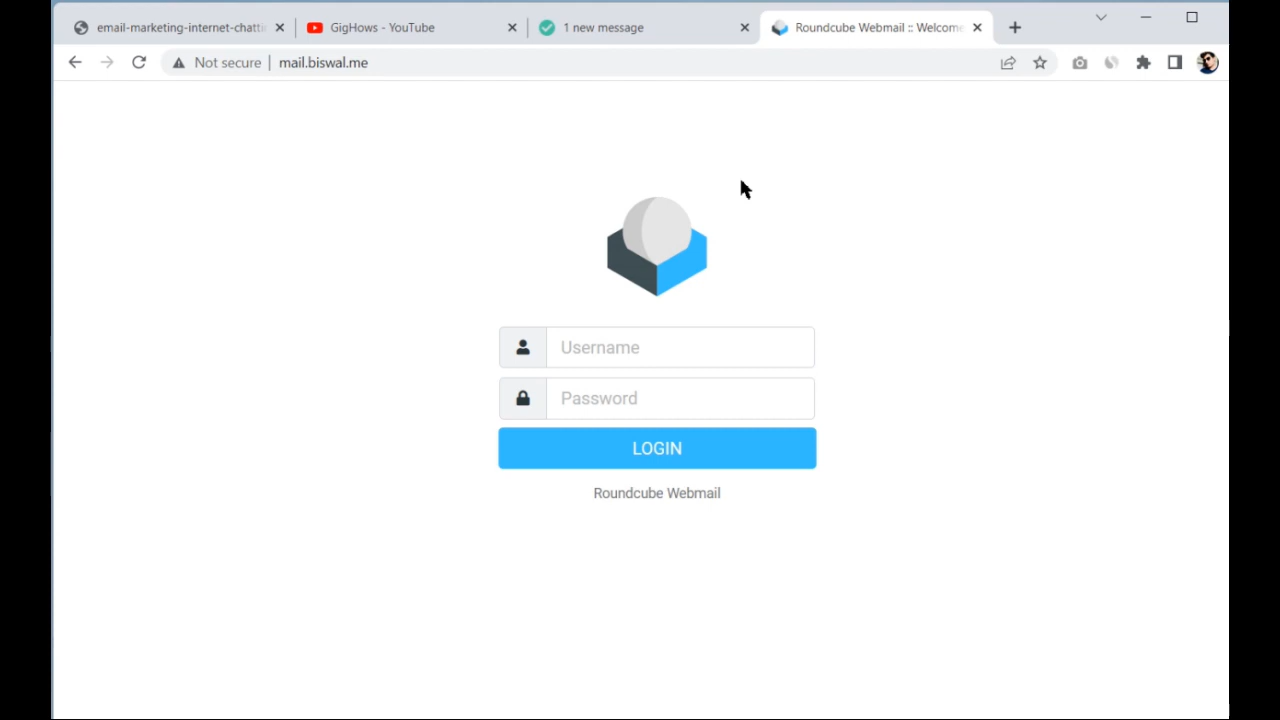 email-marketing-internet-chatti
GigHows - YouTube
1 new message
Roundcube Webmail :: Welcome
Not secure
mail.biswal.me
Username
Password
LOGIN
Roundcube Webmail